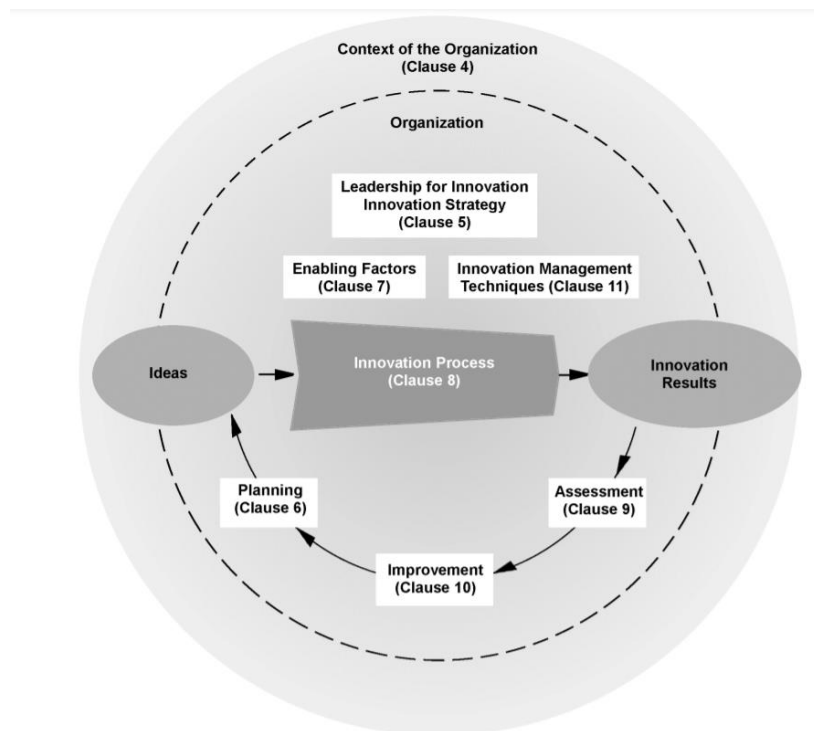 Context of the Organization
(Clause 4)
Organization
Leadership for Innovation
Innovation Strategy
(Clause 5)
Enabling Factors
(Clause 7)
Innovation Management
Techniques (Clause 11)
Ideas
Innovation Process
(Clause 8)
Innovation
Results
Planning
(Clause 6)
Assessment
(Clause 9)
Improvement
(Clause 10)